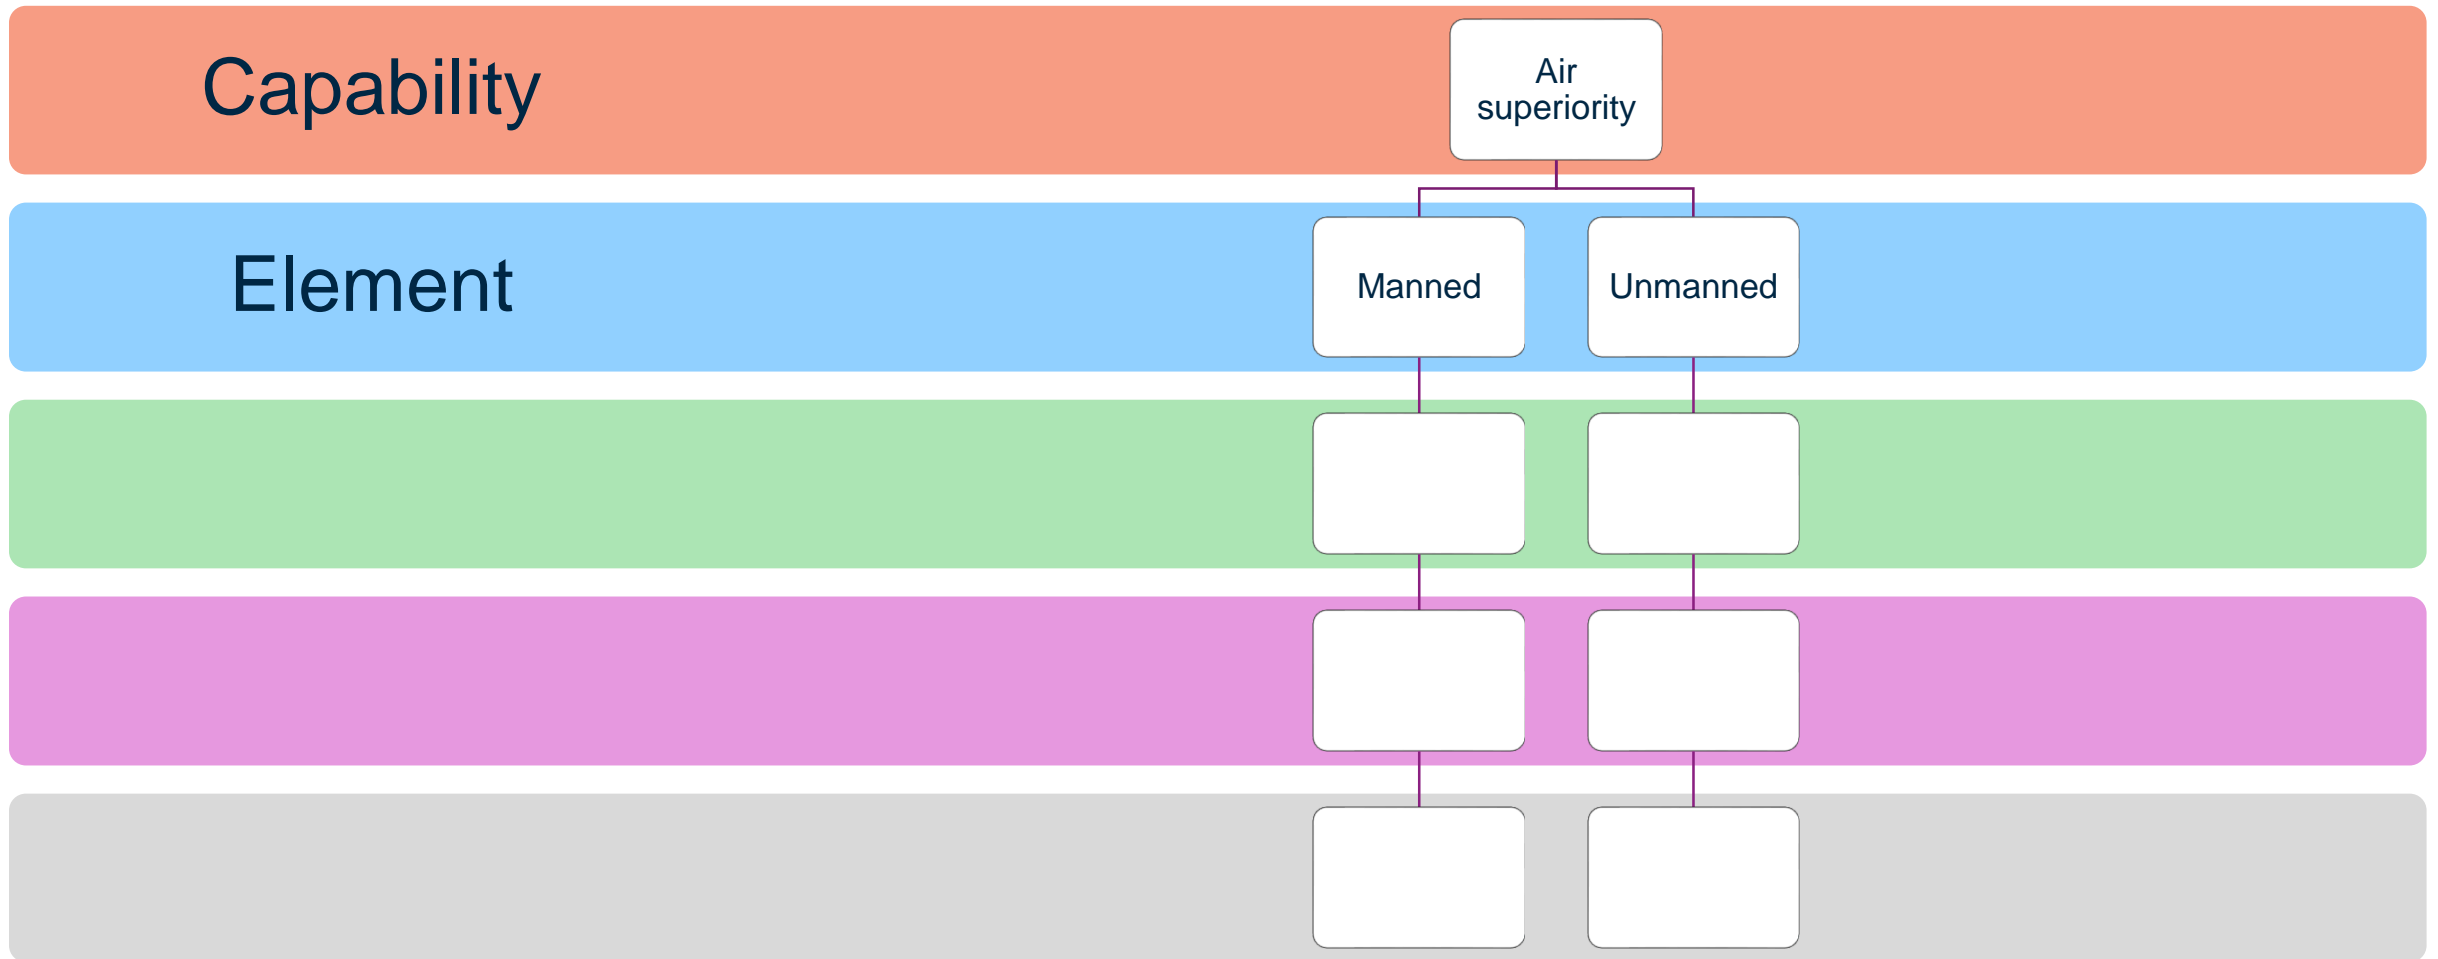 Capability
Air
superiority
Element
Manned
Unmanned